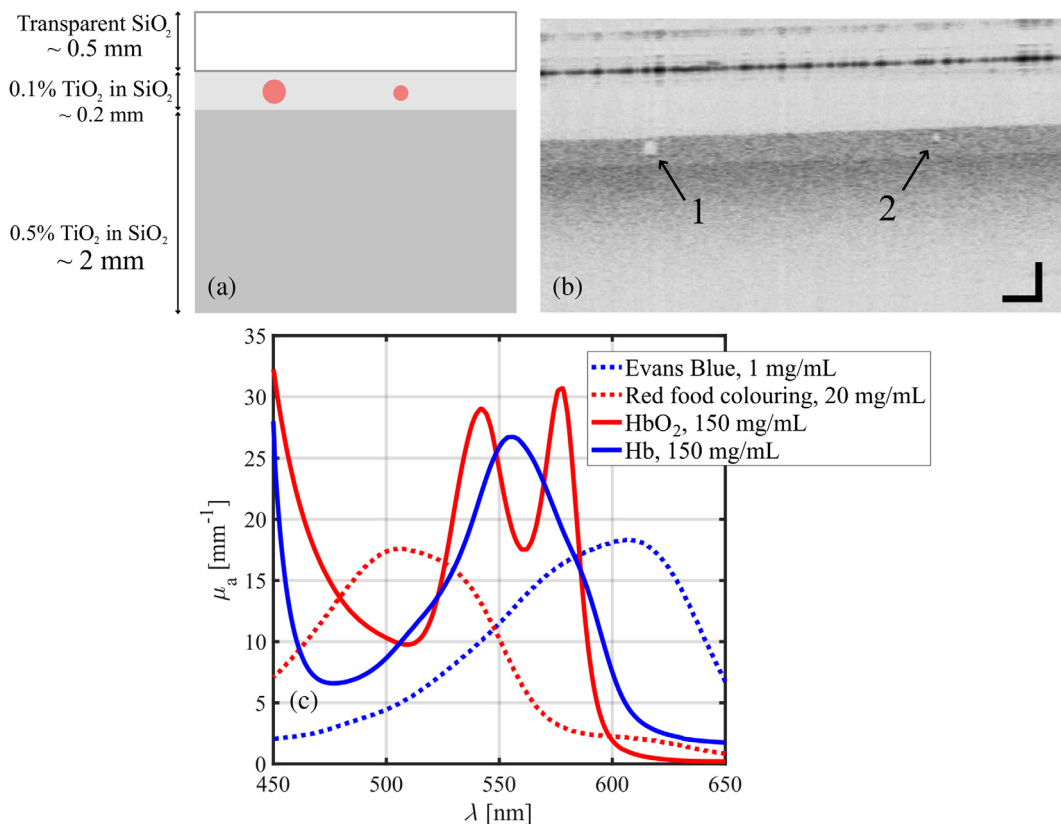 Transparent SiO₂
~ 0.5 mm
0.1% TiO₂ in SiO₂
~ 0.2 mm
0.5% TiO₂ in SiO₂
~ 2 mm
(a)
1
2
(b)
35
30
25
20
15
10
5
0
μₐ [mm⁻¹]
Evans Blue, 1 mg/mL
Red food colouring, 20 mg/mL
HbO₂, 150 mg/mL
Hb, 150 mg/mL
(c)
450 500 550 600 650
λ [nm]